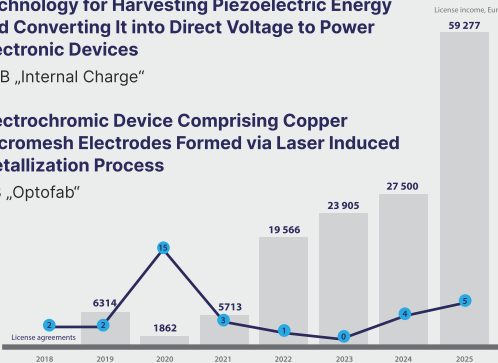 echnology for Harvesting Piezoelectric Energy
d Converting It into Direct Voltage to Power
ectronic Devices
B „Internal Charge“
License income, Eur
59 277
ectrochromic Device Comprising Copper
cromesh Electrodes Formed via Laser Induced
etallization Process
„Optofab“
27 500
23 905
19 566
15
6314
5713
1862
2
2
3
1
0
4
5
License agreements
2018 2019 2020 2021 2022 2023 2024 2025